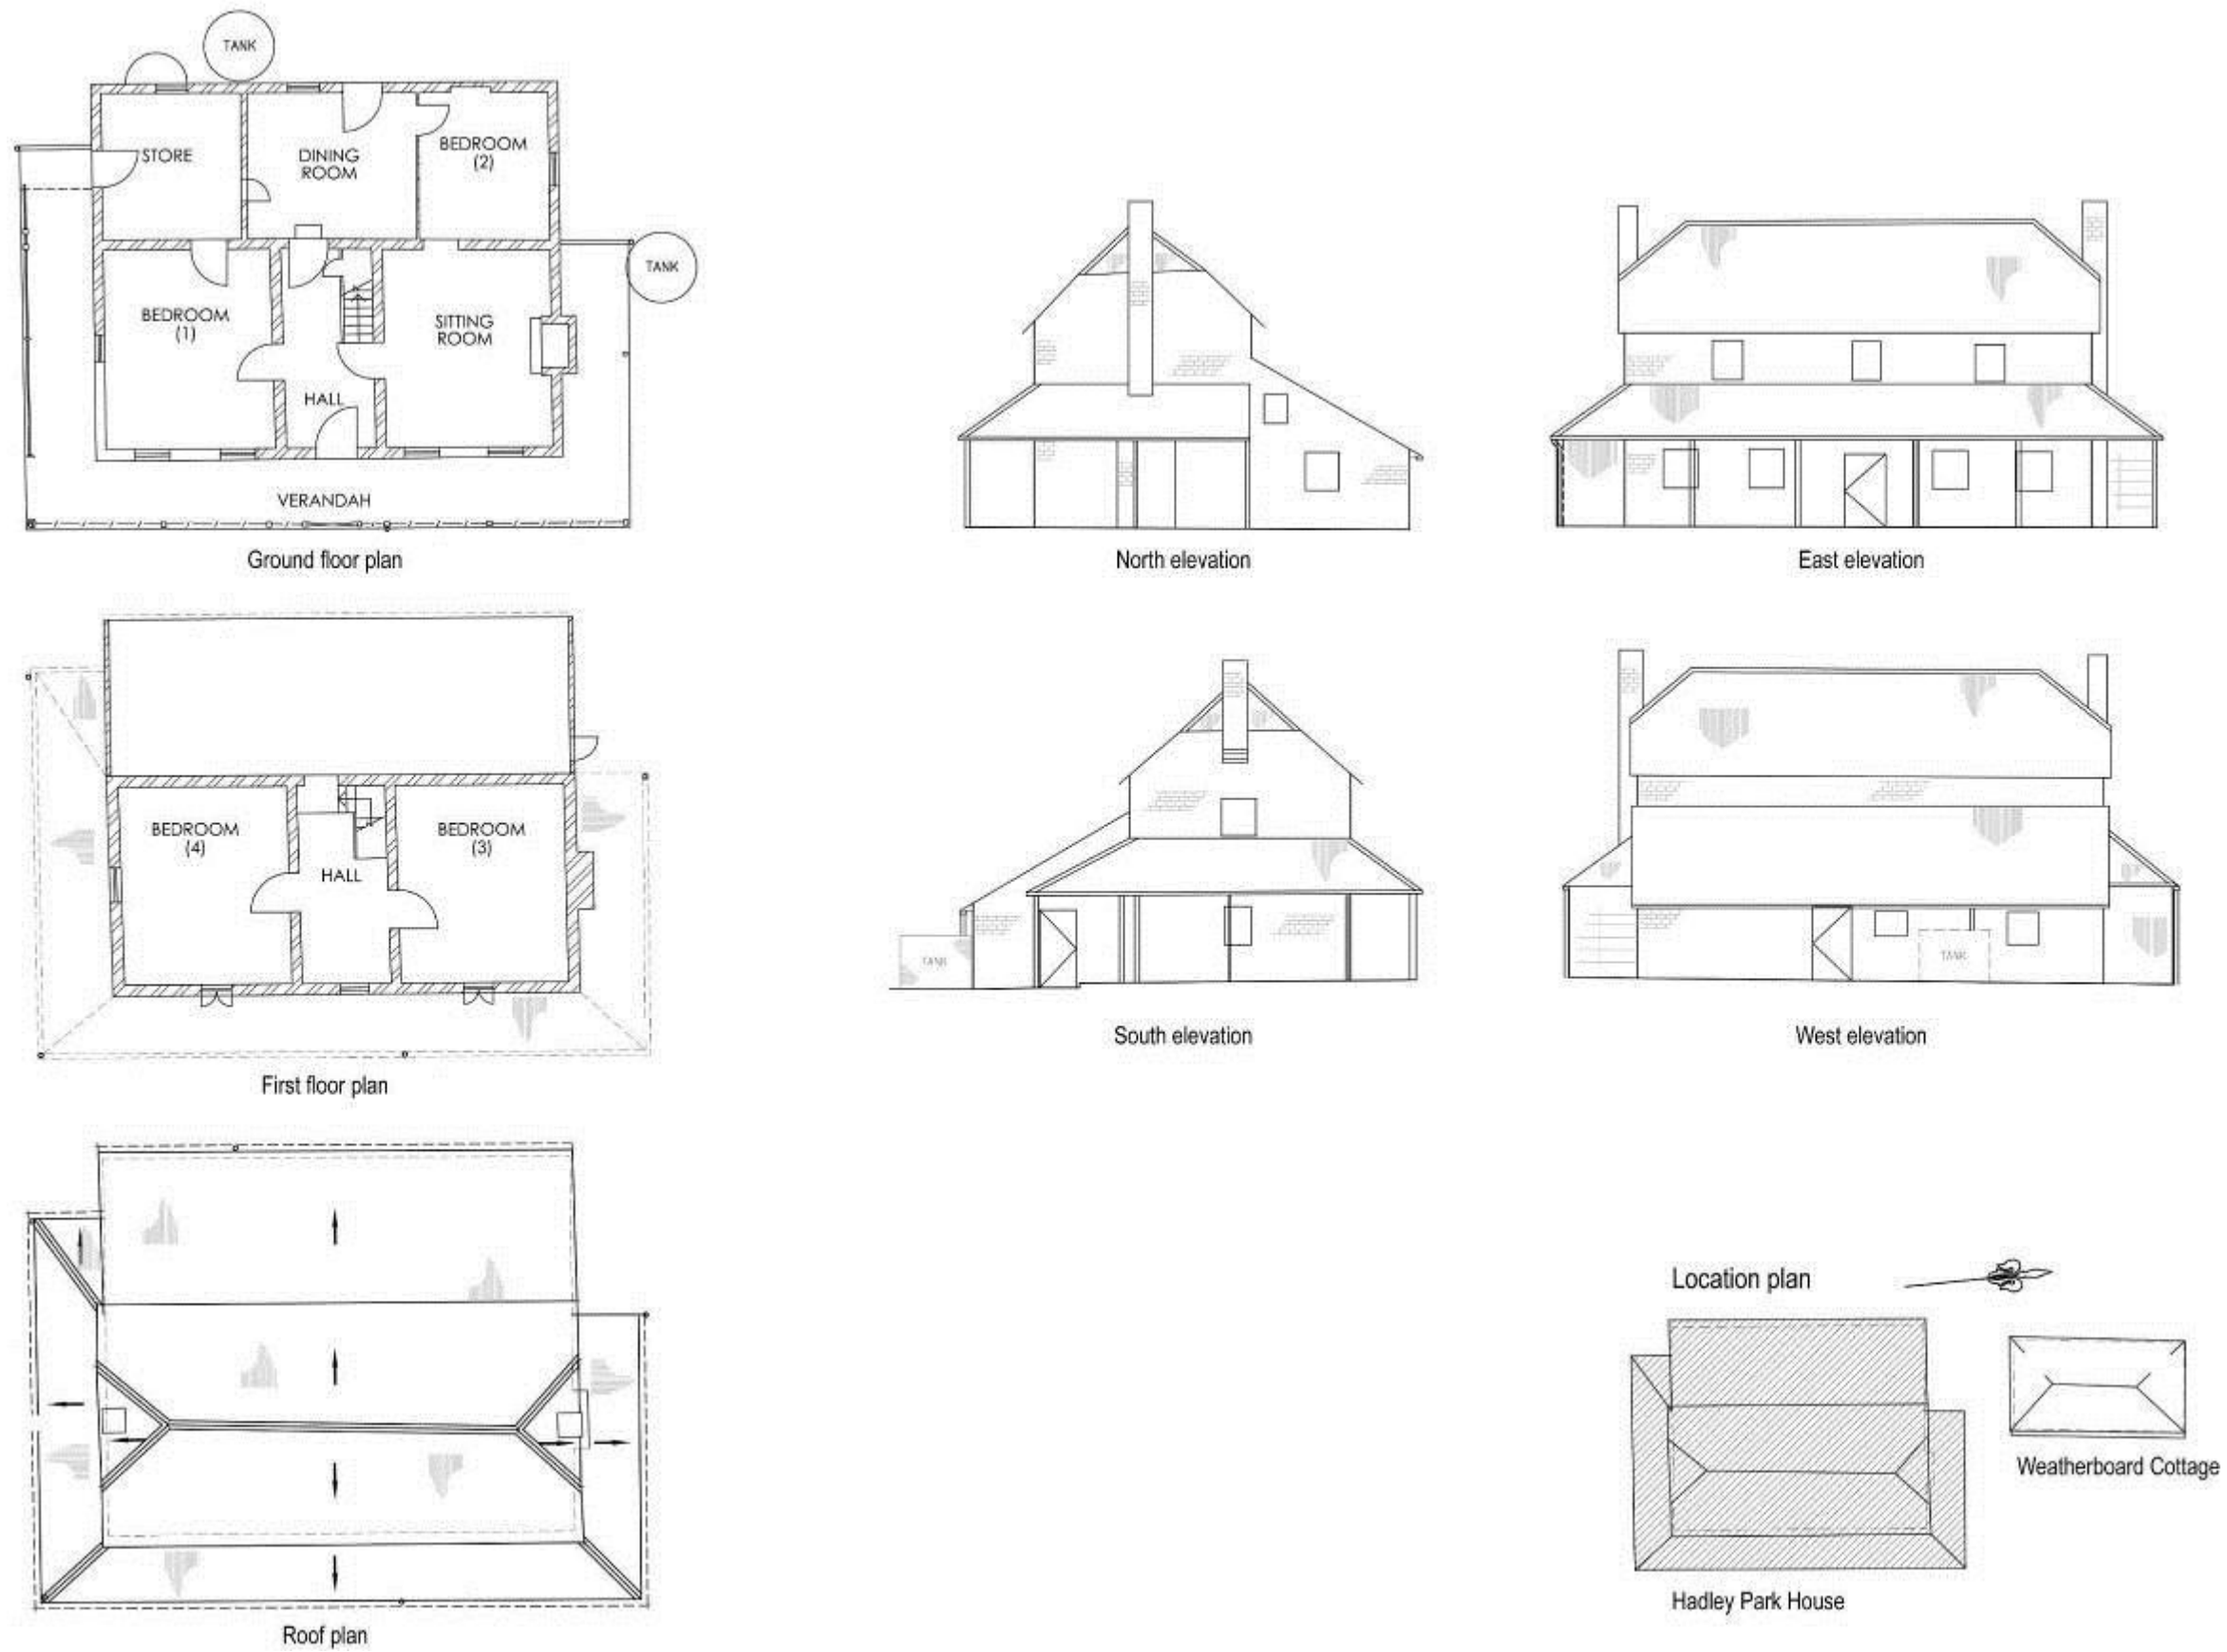 TANK
STORE
DINING
ROOM
BEDROOM
(2)
TANK
BEDROOM
(1)
SITTING
ROOM
HALL
VERANDAH
Ground floor plan
North elevation
East elevation
BEDROOM
(4)
BEDROOM
(3)
HALL
First floor plan
TANK
South elevation
TANK
West elevation
Roof plan
Location plan
Weatherboard Cottage
Hadley Park House